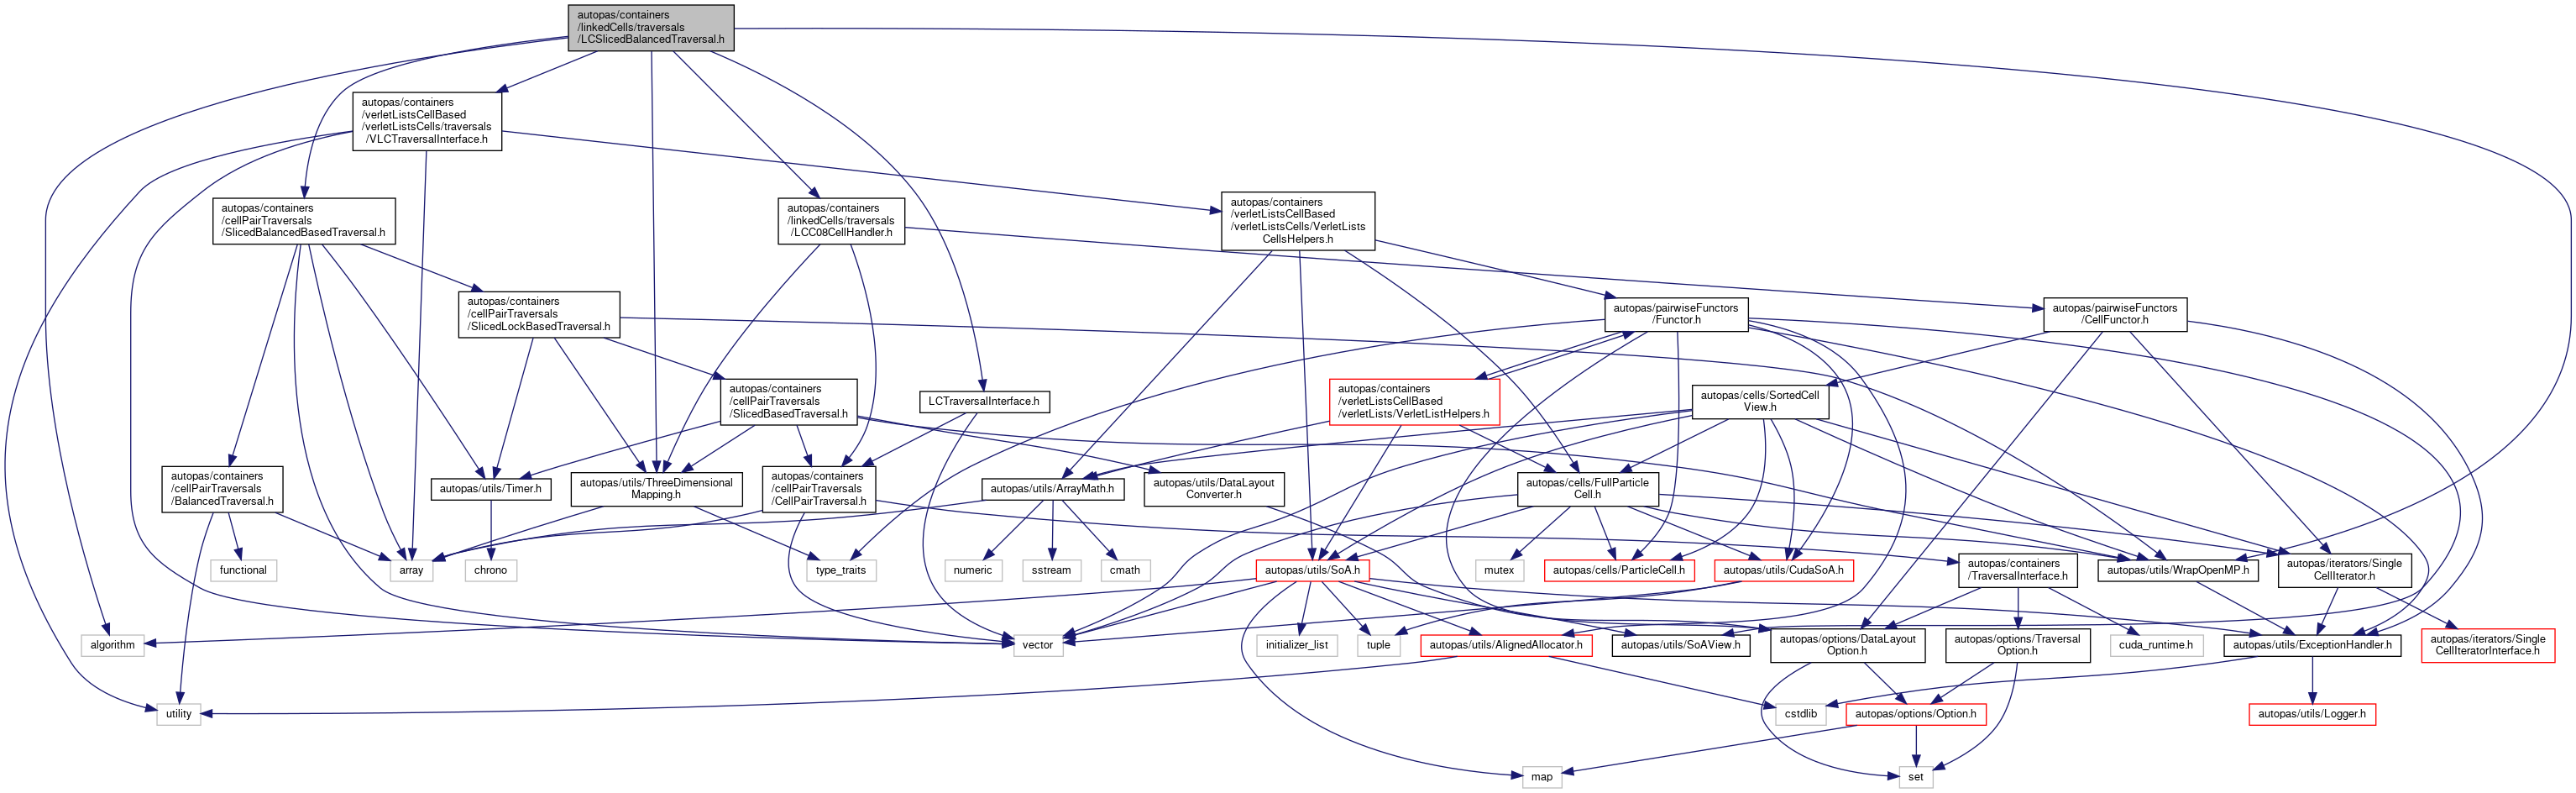 autopas/containers
/linkedCells/traversals
/LCSlicedBalancedTraversal.h
autopas/containers
/verletListsCellBased
/verletListsCells/traversals
/VLCTraversalInterface.h
autopas/containers
/cellPairTraversals
/SlicedBalancedBasedTraversal.h
autopas/containers
/linkedCells/traversals
/LCC08CellHandler.h
autopas/containers
/verletListsCellBased
/verletListsCells/VerletLists
CellsHelpers.h
autopas/containers
/cellPairTraversals
/SlicedLockBasedTraversal.h
autopas/pairwiseFunctors
/Functor.h
autopas/pairwiseFunctors
/CellFunctor.h
autopas/containers
/cellPairTraversals
/SlicedBasedTraversal.h
LCTraversalInterface.h
autopas/containers
/verletListsCellBased
/verletLists/VerletListHelpers.h
autopas/cells/SortedCell
View.h
autopas/containers
/cellPairTraversals
/BalancedTraversal.h
autopas/utils/Timer.h
autopas/utils/ThreeDimensional
Mapping.h
autopas/containers
/cellPairTraversals
/CellPairTraversal.h
autopas/utils/ArrayMath.h
autopas/utils/DataLayout
Converter.h
autopas/cells/FullParticle
Cell.h
functional
array
chrono
type_traits
numeric
sstream
cmath
autopas/utils/SoA.h
mutex
autopas/cells/ParticleCell.h
autopas/utils/CudaSoA.h
autopas/containers
/TraversalInterface.h
autopas/utils/WrapOpenMP.h
autopas/iterators/Single
CellIterator.h
algorithm
vector
initializer_list
tuple
autopas/utils/AlignedAllocator.h
autopas/utils/SoAView.h
autopas/options/DataLayout
Option.h
autopas/options/Traversal
Option.h
cuda_runtime.h
autopas/utils/ExceptionHandler.h
autopas/iterators/Single
CellIteratorInterface.h
utility
cstdlib
autopas/options/Option.h
autopas/utils/Logger.h
map
set